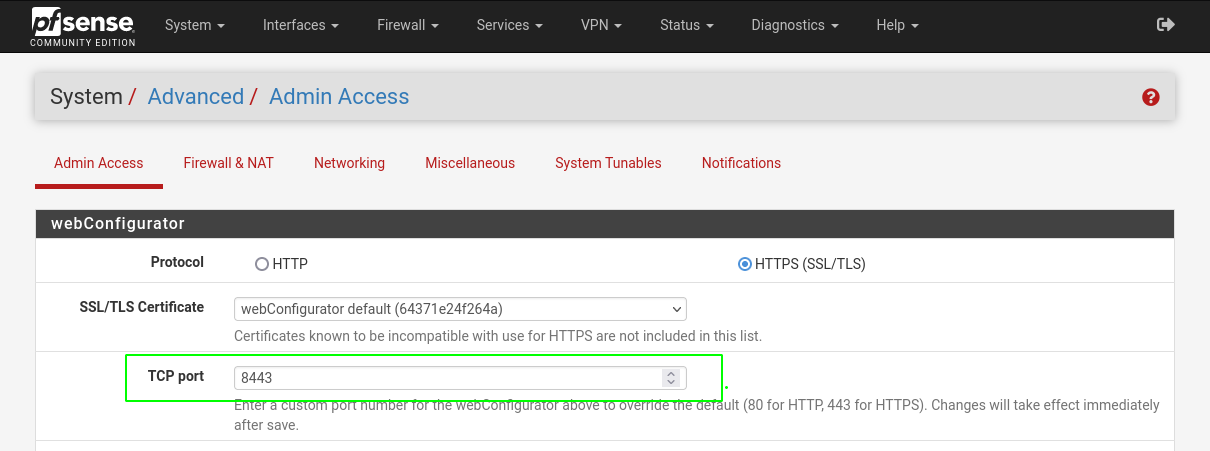 pfsense
COMMUNITY EDITION
System Interfaces Firewall Services VPN Status Diagnostics Help
System / Advanced / Admin Access
Admin Access Firewall & NAT Networking Miscellaneous System Tunables Notifications
webConfigurator
Protocol HTTP HTTPS (SSL/TLS)
SSL/TLS Certificate webConfigurator default (64371e24f264a)
Certificates known to be incompatible with use for HTTPS are not included in this list.
TCP port 8443
Enter a custom port number for the webConfigurator above to override the default (80 for HTTP, 443 for HTTPS). Changes will take effect immediately
after save.